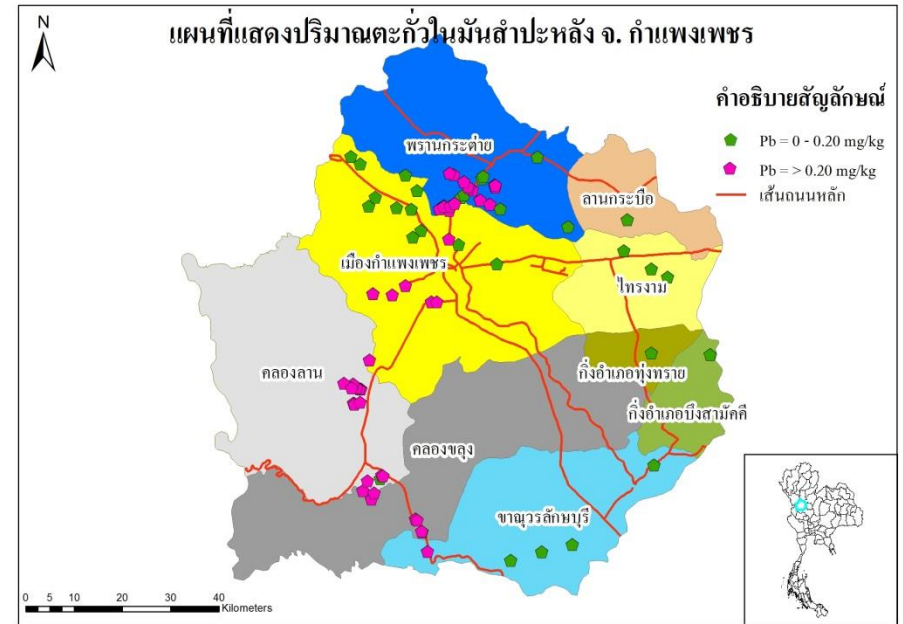 แผนที่แสดงปริมาณตะกั่วในมันสำปะหลัง จ. กำแพงเพชร
N
คำอธิบายสัญลักษณ์
Pb = 0 - 0.20 mg/kg
Pb = > 0.20 mg/kg
เส้นถนนหลัก
พรานกระต่าย
ลานกระบือ
เมืองกำแพงเพชร
ไทรงาม
คลองลาน
กิ่งอำเภอทุ่งทราย
กิ่งอำเภอบึงสามัคคี
คลองขลุง
ขาณุวรลักษบุรี
0 5 10 20 30 40
Kilometers